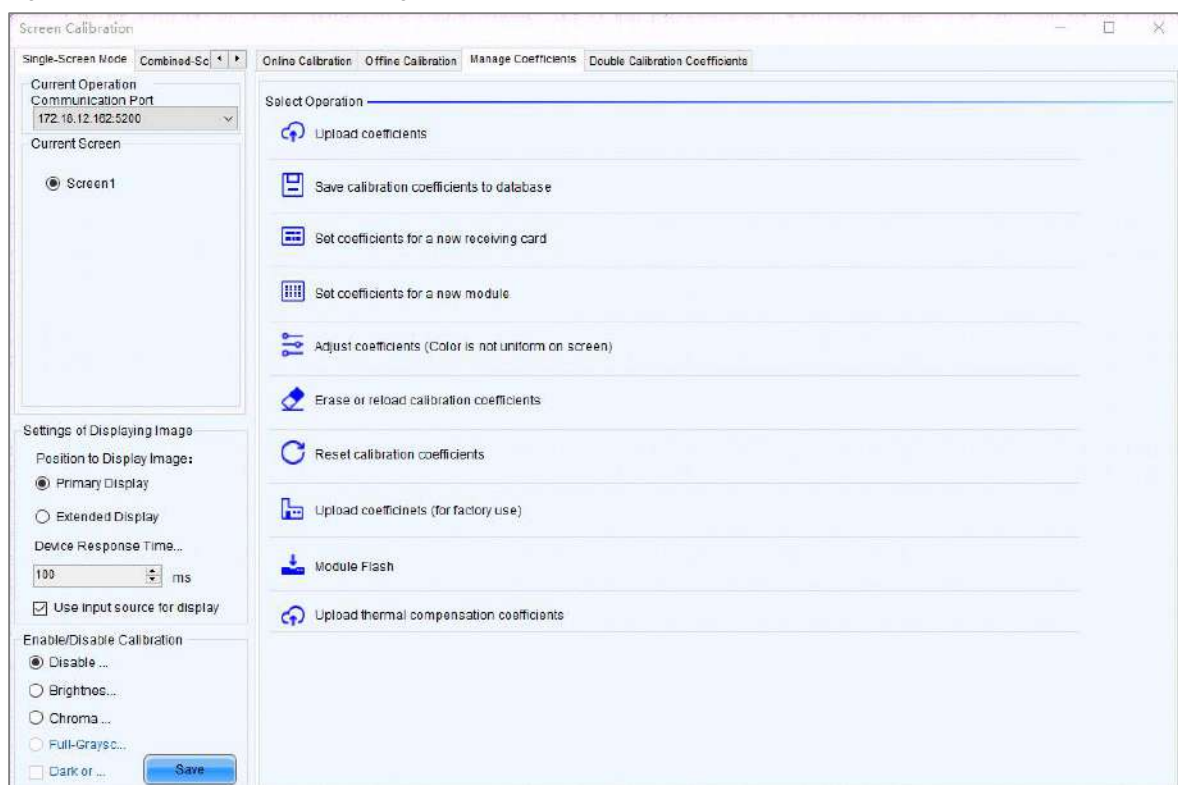 Screen Calibration
Single-Screen Mode
Combined-Sc
Online Calibration
Offline Calibration
Manage Coefficients
Double Calibration Coefficients
Current Operation
Communication Port
172.18.12.162:5200
Current Screen
Screen1
Settings of Displaying Image
Position to Display Image:
Primary Display
Extended Display
Device Response Time...
100
ms
Use input source for display
Enable/Disable Calibration
Disable ...
Brightnes...
Chroma ...
Full-Graysc...
Dark or ...
Save
Select Operation
Upload coefficients
Save calibration coefficients to database
Set coefficients for a new receiving card
Set coefficients for a new module
Adjust coefficients (Color is not uniform on screen)
Erase or reload calibration coefficients
Reset calibration coefficients
Upload coefficinets (for factory use)
Module Flash
Upload thermal compensation coefficients